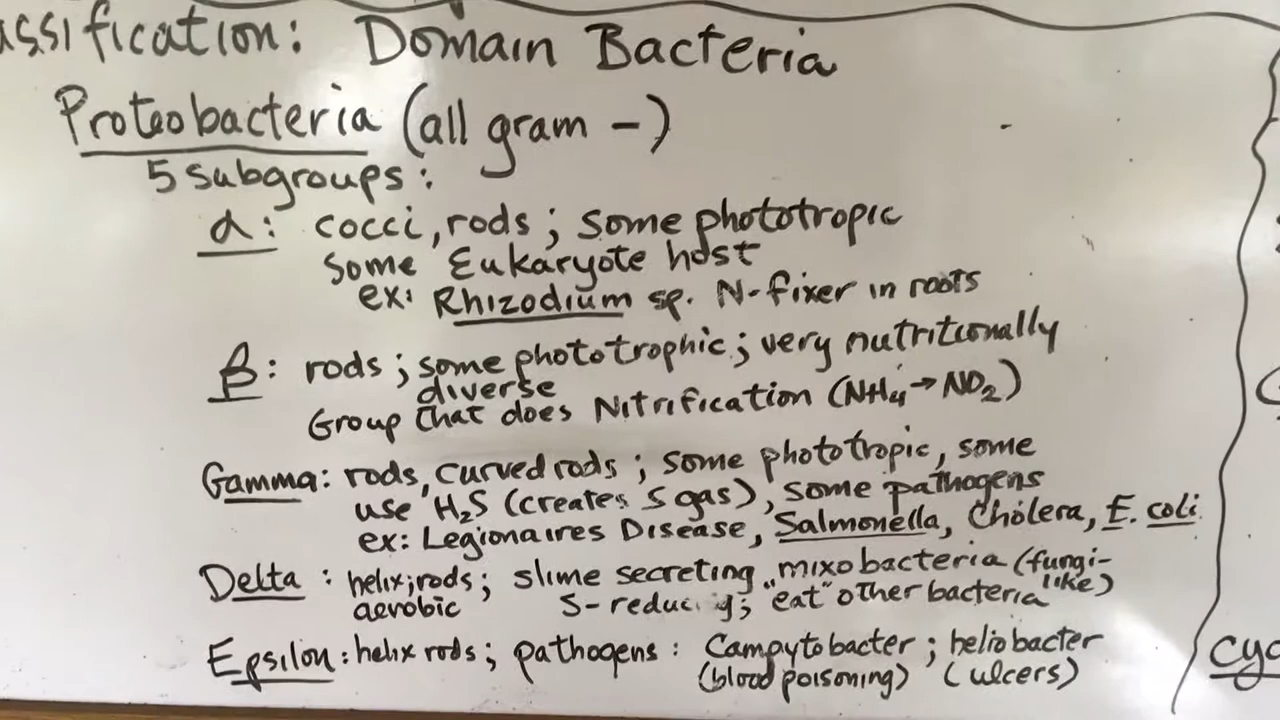 assification: Domain Bacteria
Proteobacteria (all gram -)
5 subgroups:
α: cocci, rods; some phototropic
some Eukaryote host
ex: Rhizodium sp. N-fixer in roots
β: rods; some phototrophic; very nutritionally
diverse
Group that does Nitrification (NH4 → NO2)
Gamma: rods, curved rods; some phototropic, some
use H2S (creates S gas), some pathogens
ex: Legionaires Disease, Salmonella, Cholera, E. coli
Delta: helix; rods; slime secreting "mixobacteria (fungi-
like)
aerobic S- ; "eat" other bacteria
Epsilon: helix rods; pathogens: Campytobacter; heliobacter
(blood poisoning) (ulcers)
cyc